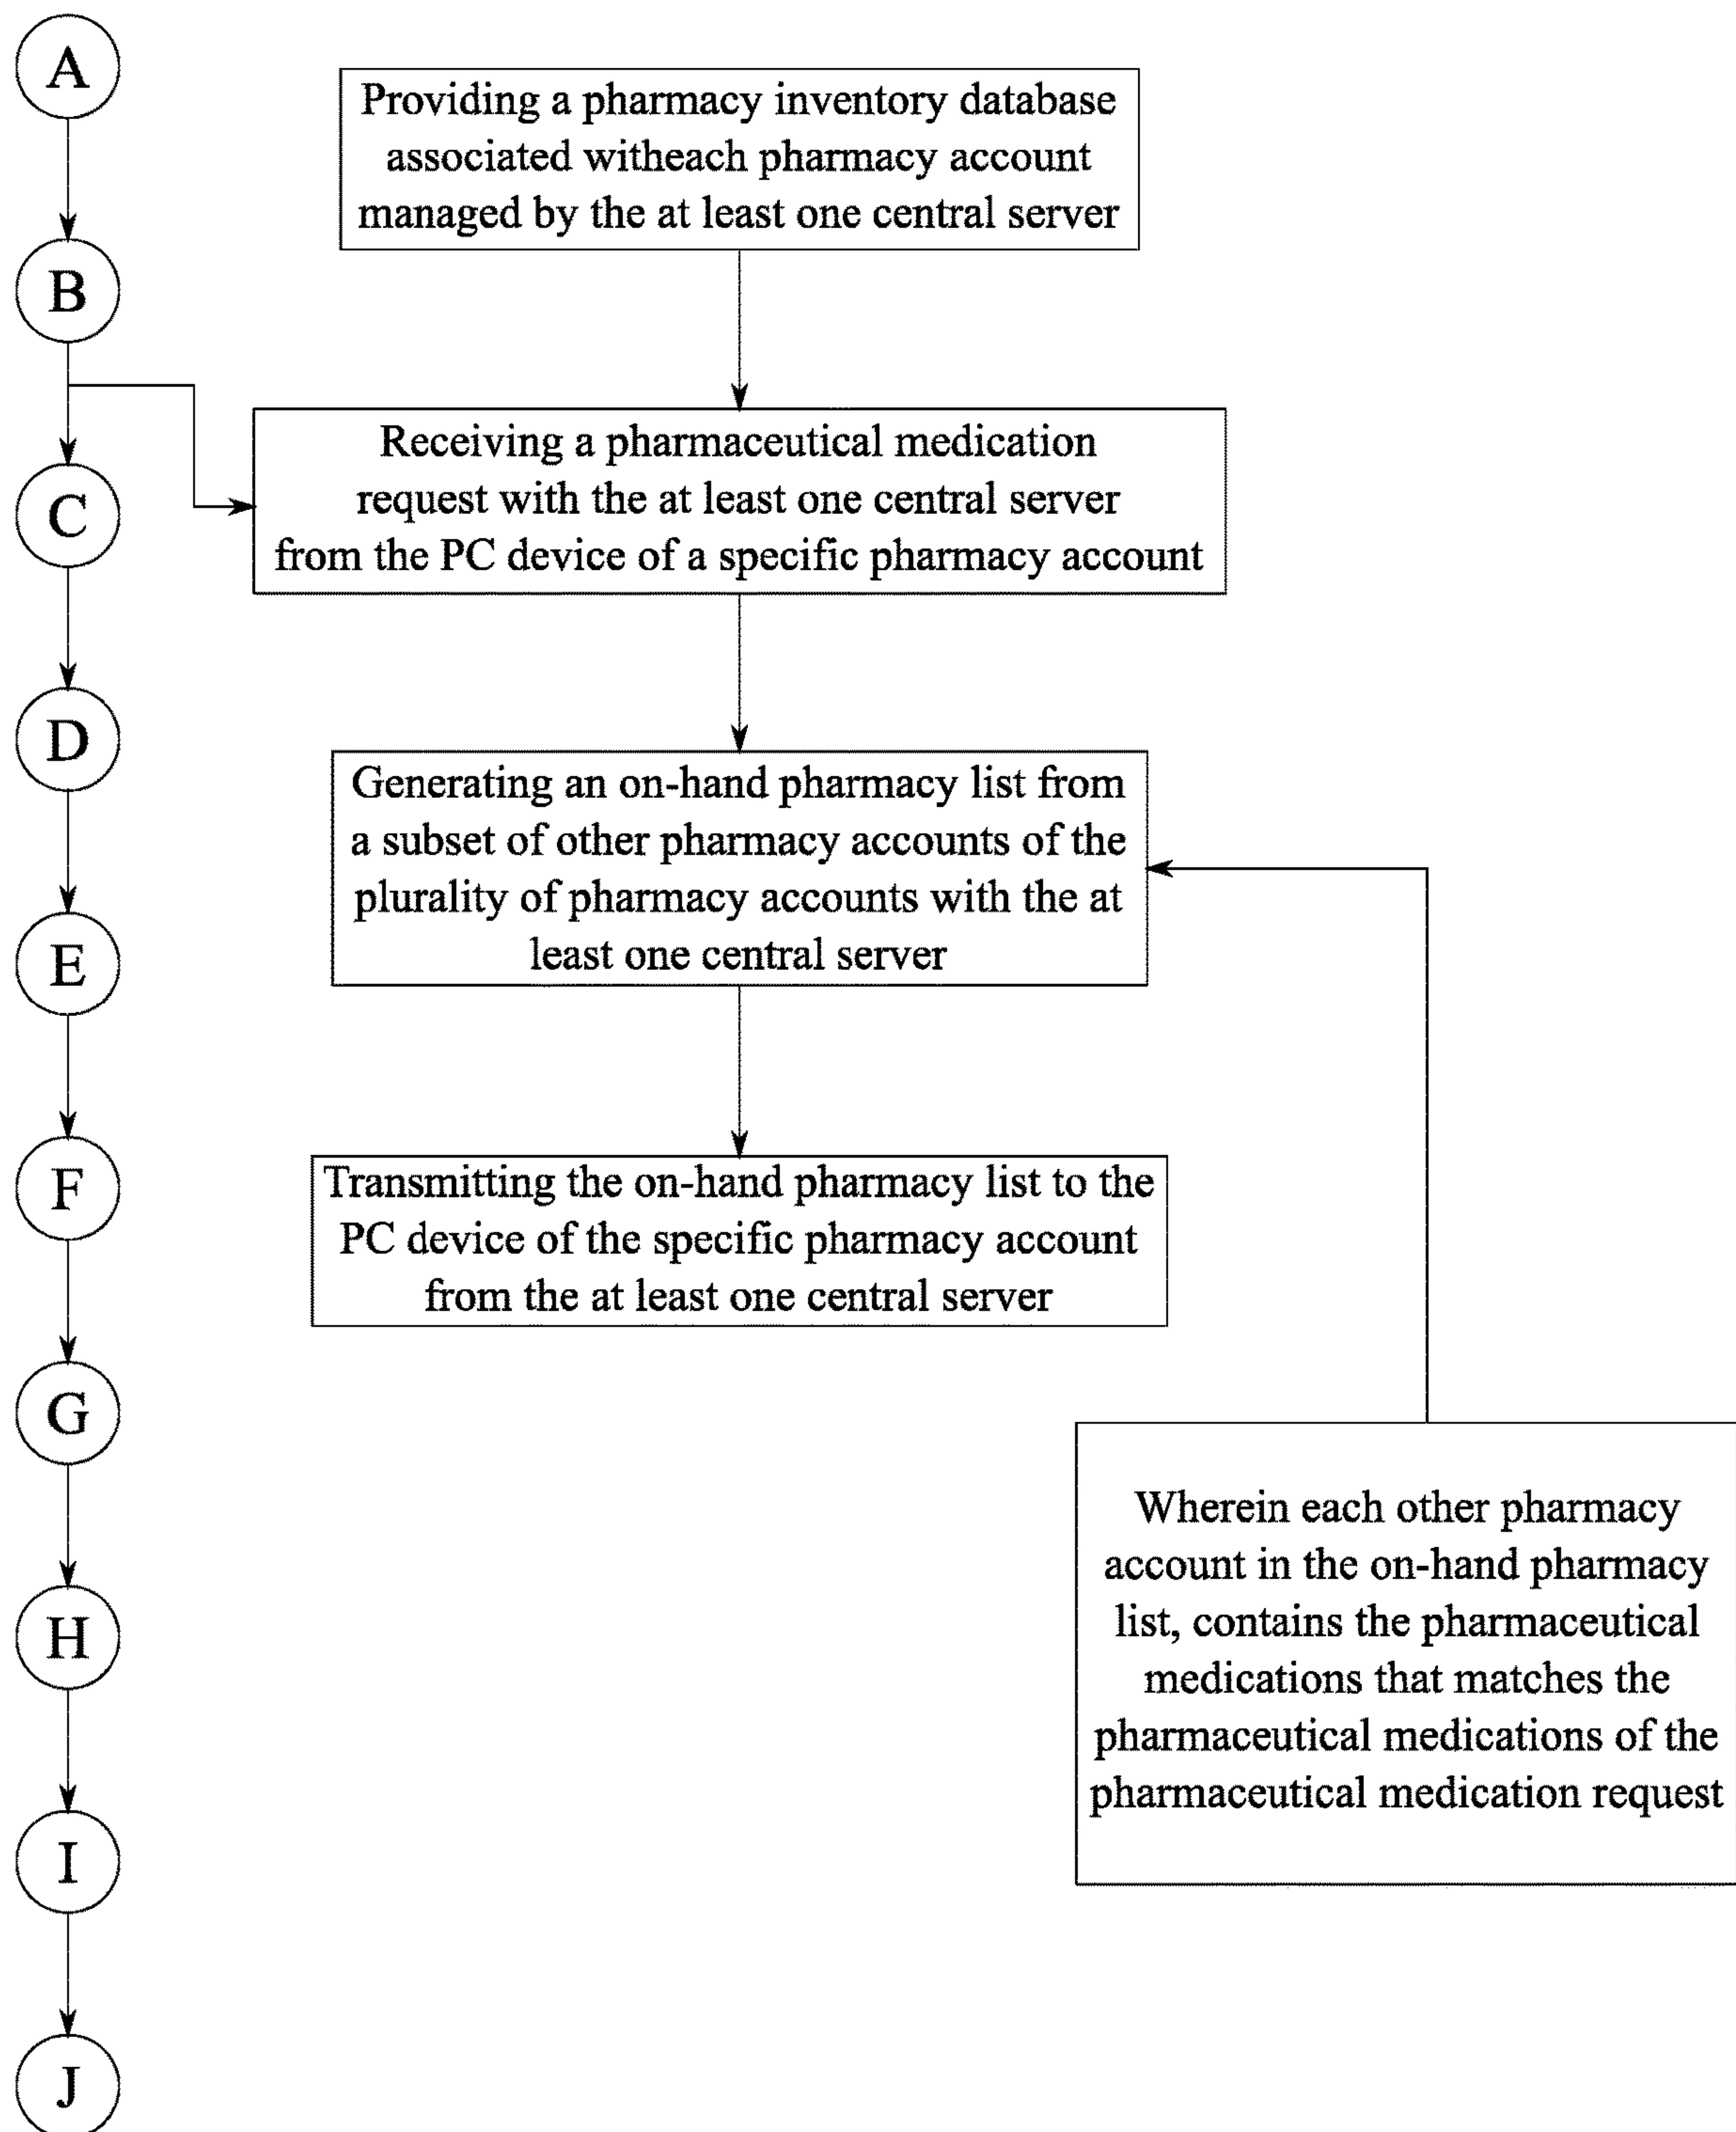 A
Providing a pharmacy inventory database
associated witheach pharmacy account
managed by the at least one central server
B
Receiving a pharmaceutical medication
request with the at least one central server
from the PC device of a specific pharmacy account
C
D
Generating an on-hand pharmacy list from
a subset of other pharmacy accounts of the
plurality of pharmacy accounts with the at
least one central server
E
F
Transmitting the on-hand pharmacy list to the
PC device of the specific pharmacy account
from the at least one central server
G
Wherein each other pharmacy
account in the on-hand pharmacy
list, contains the pharmaceutical
medications that matches the
pharmaceutical medications of the
pharmaceutical medication request
H
I
J